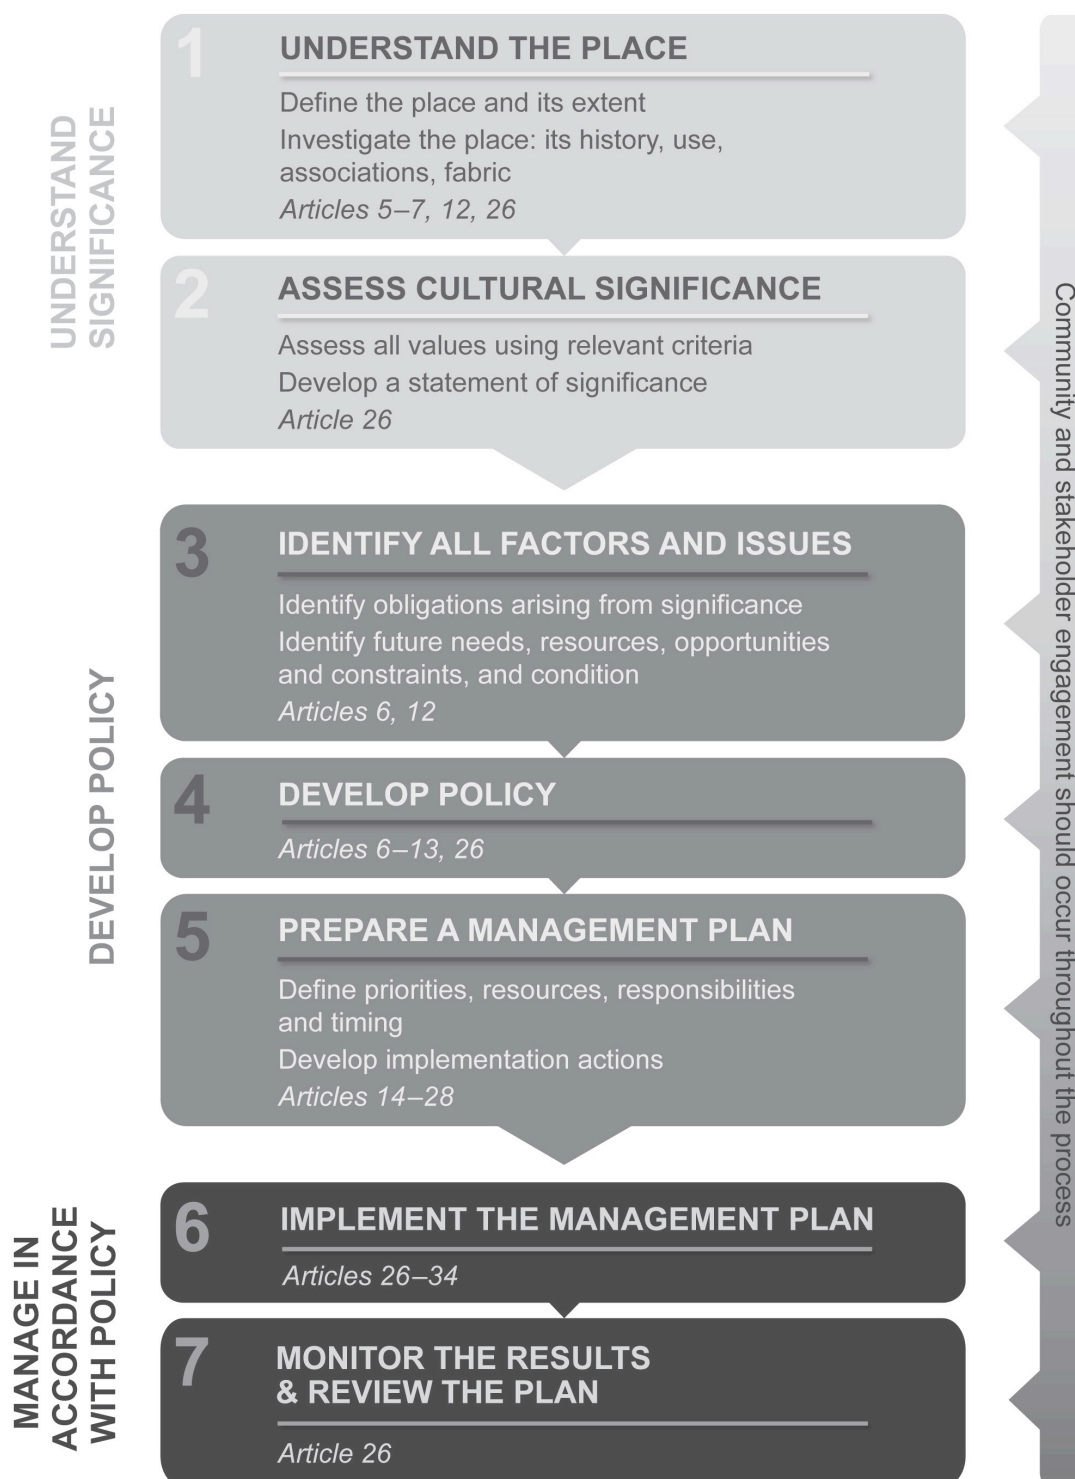 UNDERSTAND
SIGNIFICANCE
1
UNDERSTAND THE PLACE
Define the place and its extent
Investigate the place: its history, use,
associations, fabric
Articles 5–7, 12, 26
2
ASSESS CULTURAL SIGNIFICANCE
Assess all values using relevant criteria
Develop a statement of significance
Article 26
DEVELOP POLICY
3
IDENTIFY ALL FACTORS AND ISSUES
Identify obligations arising from significance
Identify future needs, resources, opportunities
and constraints, and condition
Articles 6, 12
4
DEVELOP POLICY
Articles 6–13, 26
5
PREPARE A MANAGEMENT PLAN
Define priorities, resources, responsibilities
and timing
Develop implementation actions
Articles 14–28
MANAGE IN
ACCORDANCE
WITH POLICY
6
IMPLEMENT THE MANAGEMENT PLAN
Articles 26–34
7
MONITOR THE RESULTS
& REVIEW THE PLAN
Article 26
Community and stakeholder engagement should occur throughout the process